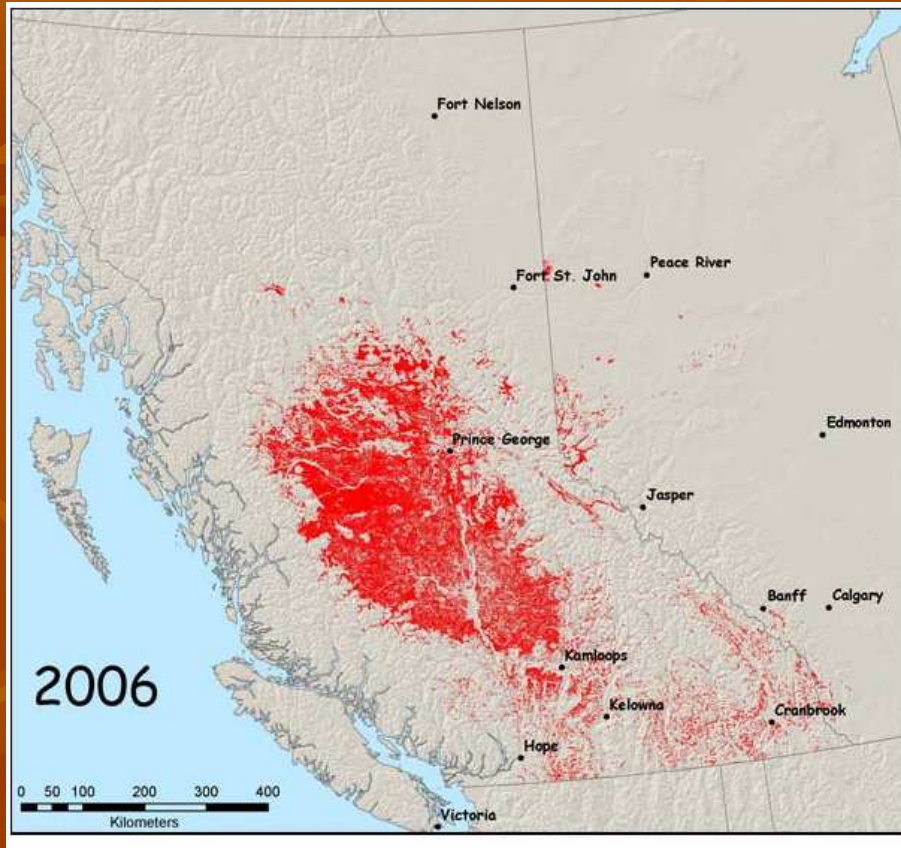 Fort Nelson
Peace River
Fort St. John
Edmonton
Prince George
Jasper
Banff
Calgary
Kamloops
2006
Kelowna
Cranbrook
Hope
0 50 100 200 300 400
Kilometers
Victoria